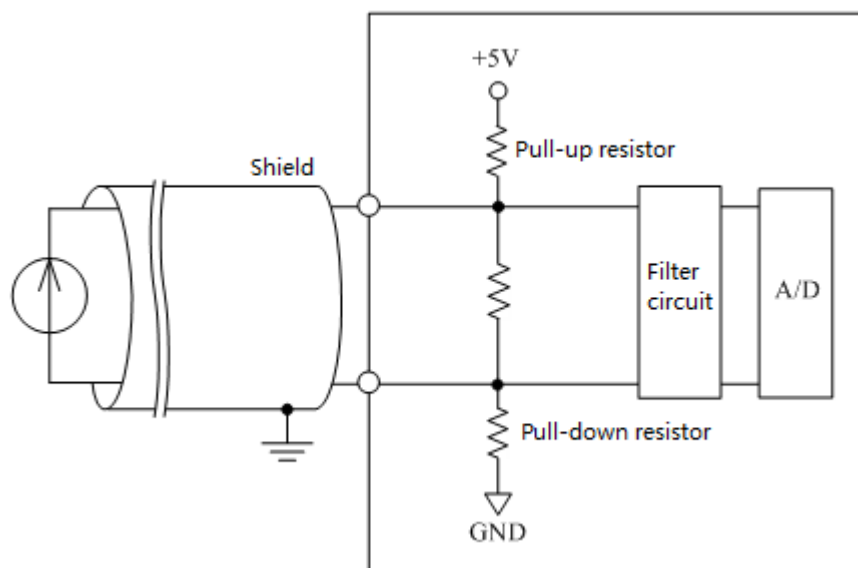 +5V
Pull-up resistor
Shield
Filter
circuit
A/D
Pull-down resistor
GND